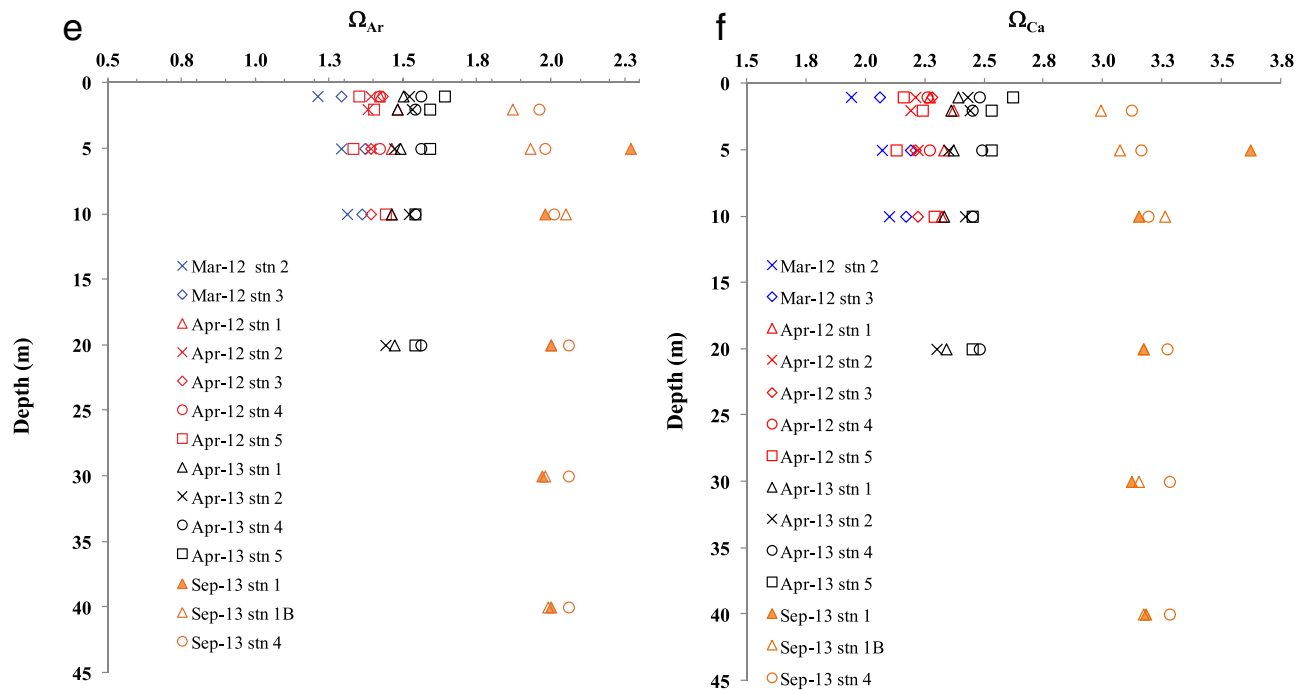 e
Ω_Ar
0.5 0.8 1.0 1.3 1.5 1.8 2.0 2.3
0
5
10
15
20
25
30
35
40
45
Depth (m)
Mar-12 stn 2
Mar-12 stn 3
Apr-12 stn 1
Apr-12 stn 2
Apr-12 stn 3
Apr-12 stn 4
Apr-12 stn 5
Apr-13 stn 1
Apr-13 stn 2
Apr-13 stn 4
Apr-13 stn 5
Sep-13 stn 1
Sep-13 stn 1B
Sep-13 stn 4
f
Ω_Ca
1.5 1.8 2.0 2.3 2.5 2.8 3.0 3.3 3.5 3.8
0
5
10
15
20
25
30
35
40
45
Depth (m)
Mar-12 stn 2
Mar-12 stn 3
Apr-12 stn 1
Apr-12 stn 2
Apr-12 stn 3
Apr-12 stn 4
Apr-12 stn 5
Apr-13 stn 1
Apr-13 stn 2
Apr-13 stn 4
Apr-13 stn 5
Sep-13 stn 1
Sep-13 stn 1B
Sep-13 stn 4